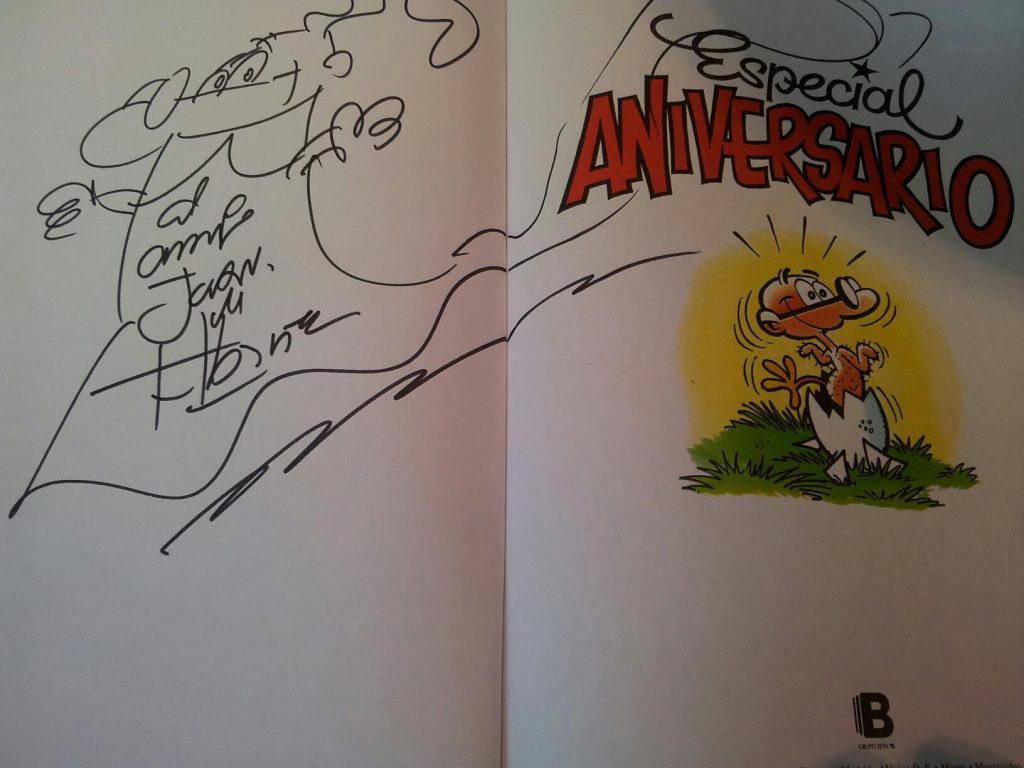 al
amigo
Juan.
Especial
ANIVERSARIO
B
GRUPO ZETA